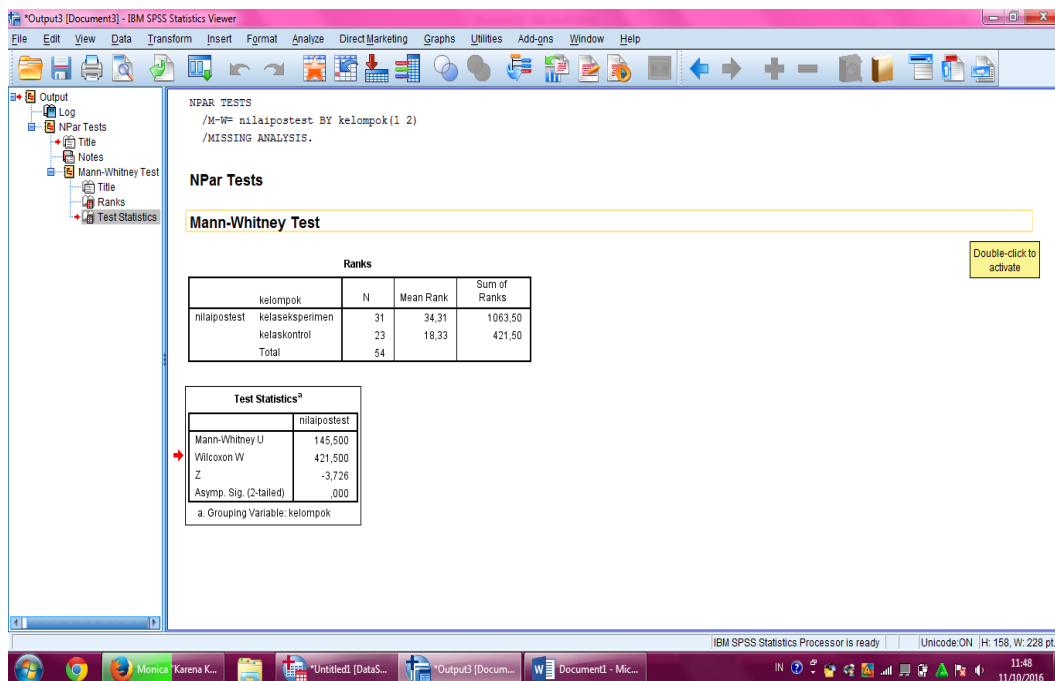 *Output3 [Document3] - IBM SPSS Statistics Viewer
File Edit View Data Transform Insert Format Analyze Direct Marketing Graphs Utilities Add-ons Window Help
Output
Log
NPar Tests
Title
Notes
Mann-Whitney Test
Title
Ranks
Test Statistics
NPAR TESTS
/M-W= nilaipostest BY kelompok(1 2)
/MISSING ANALYSIS.
NPar Tests
Mann-Whitney Test
Double-click to
activate
Ranks
kelompok N Mean Rank Sum of Ranks
nilaipostest kelaseksperimen 31 34,31 1063,50
kelaskontrol 23 18,33 421,50
Total 54
Test Statistics^a
nilaipostest
Mann-Whitney U 145,500
Wilcoxon W 421,500
Z -3,726
Asymp. Sig. (2-tailed) ,000
a. Grouping Variable: kelompok
IBM SPSS Statistics Processor is ready Unicode:ON H: 158, W: 228 pt.
Monica "Karena K... *Untitled1 [DataS... *Output3 [Docum... Document1 - Mic... IN 11:48
11/10/2016